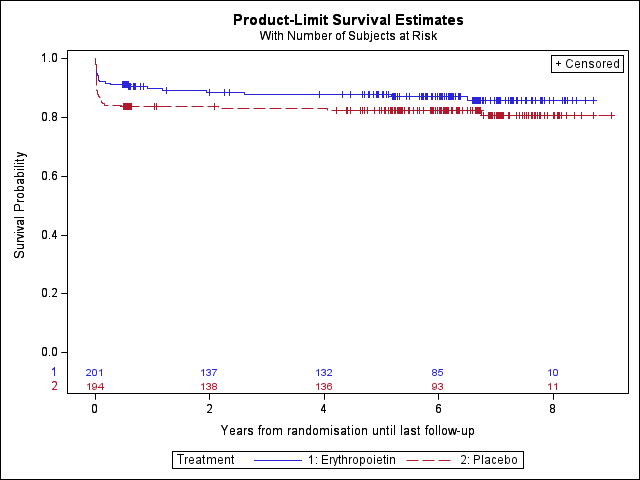 Product-Limit Survival Estimates
With Number of Subjects at Risk
+ Censored
Survival Probability
1.0
0.8
0.6
0.4
0.2
0.0
1 201 137 132 85 10
2 194 138 136 93 11
0 2 4 6 8
Years from randomisation until last follow-up
Treatment 1: Erythropoietin 2: Placebo